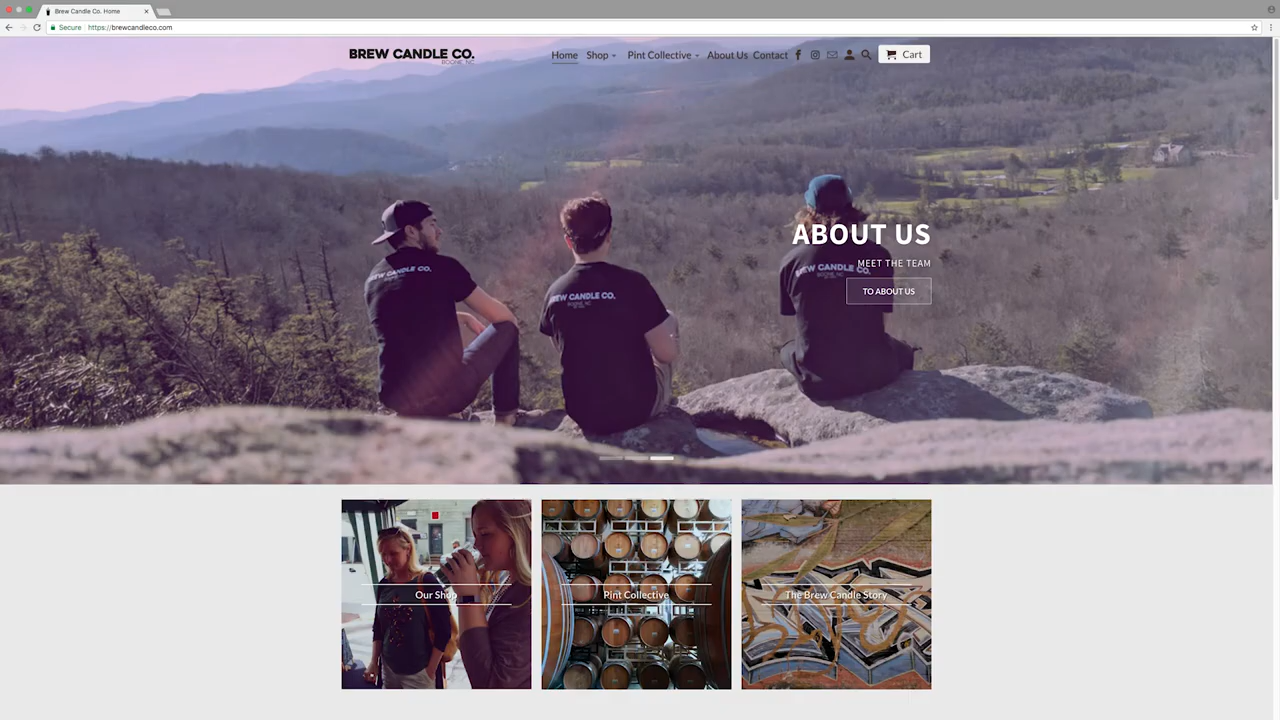 Brew Candle Co. Home
Secure https://brewcandleco.com
BREW CANDLE CO.
BOONE, NC
Home Shop Pint Collective About Us Contact Cart
BREW CANDLE CO.
BREW CANDLE CO.
BREW CANDLE CO.
ABOUT US
MEET THE TEAM
TO ABOUT US
Our Shop
Pint Collective
The Brew Candle Story